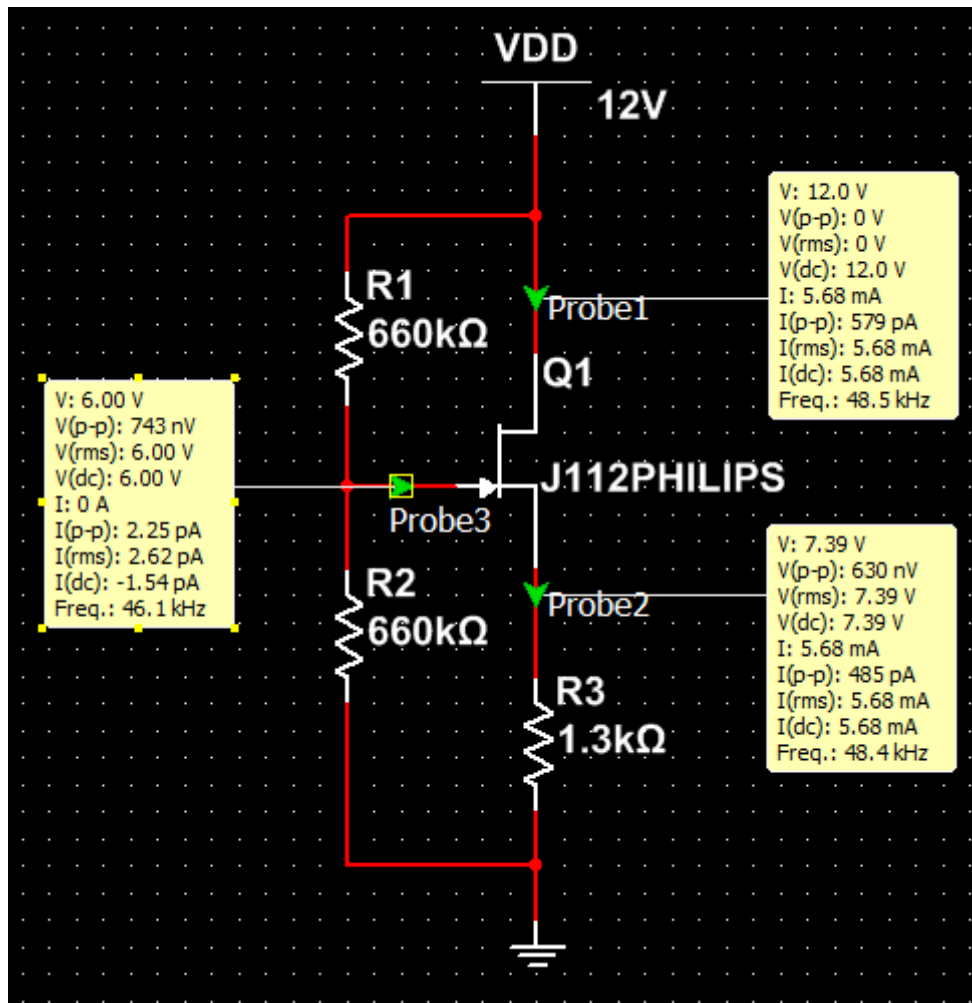 VDD
12V
V: 12.0 V
V(p-p): 0 V
V(rms): 0 V
V(dc): 12.0 V
I: 5.68 mA
I(p-p): 579 pA
I(rms): 5.68 mA
I(dc): 5.68 mA
Freq.: 48.5 kHz
R1
660kΩ
Probe1
Q1
V: 6.00 V
V(p-p): 743 nV
V(rms): 6.00 V
V(dc): 6.00 V
I: 0 A
I(p-p): 2.25 pA
I(rms): 2.62 pA
I(dc): -1.54 pA
Freq.: 46.1 kHz
J112PHILIPS
Probe3
V: 7.39 V
V(p-p): 630 nV
V(rms): 7.39 V
V(dc): 7.39 V
I: 5.68 mA
I(p-p): 485 pA
I(rms): 5.68 mA
I(dc): 5.68 mA
Freq.: 48.4 kHz
R2
660kΩ
Probe2
R3
1.3kΩ